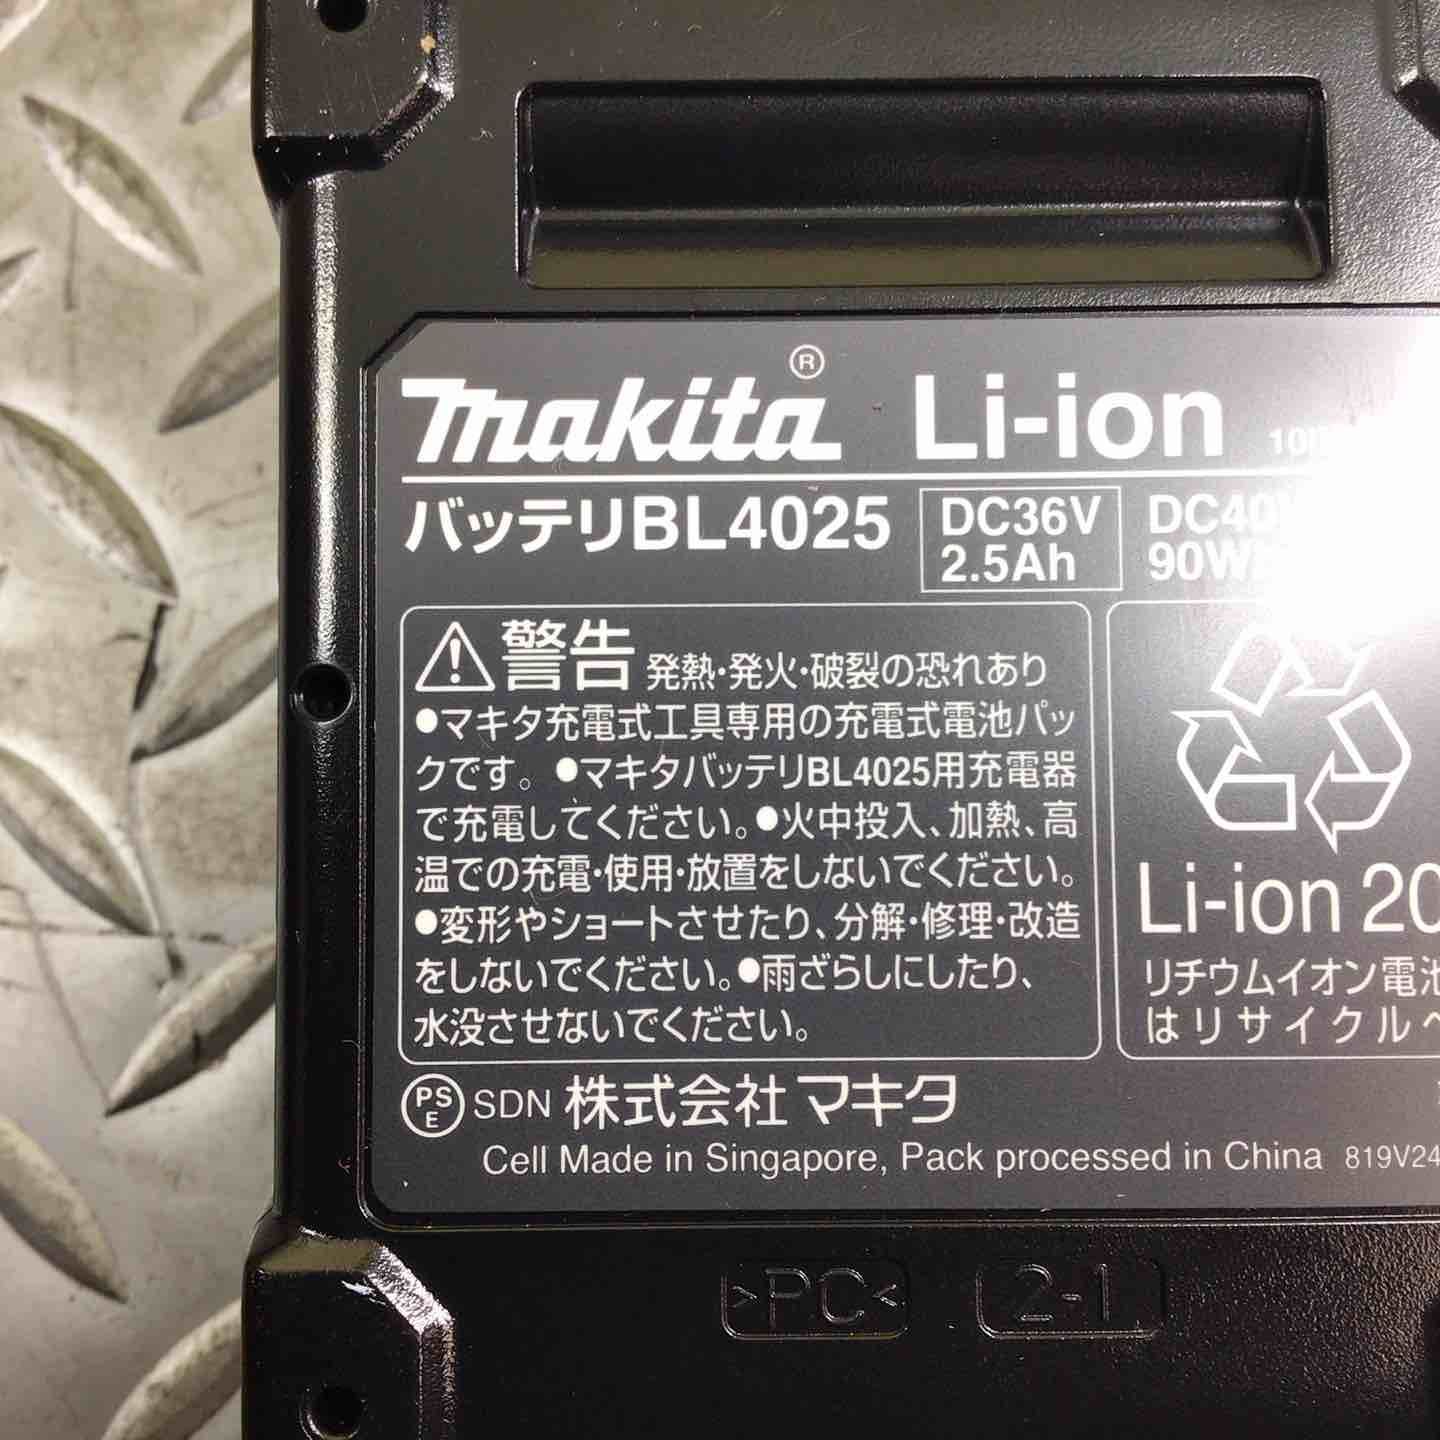 makita® Li-ion
バッテリBL4025 DC36V 2.5Ah
警告 発熱・発火・破裂の恐れあり
●マキタ充電式工具専用の充電式電池パッ
クです。●マキタバッテリBL4025用充電器
で充電してください。●火中投入、加熱、高
温での充電・使用・放置をしないでください。
●変形やショートさせたり、分解・修理・改造
をしないでください。●雨ざらしにしたり、
水没させないでください。
Li-ion 20
リチウムイオン電池
はリサイクルへ
PSE SDN 株式会社 マキタ
Cell Made in Singapore, Pack processed in China 819V24
>PC< 2-1